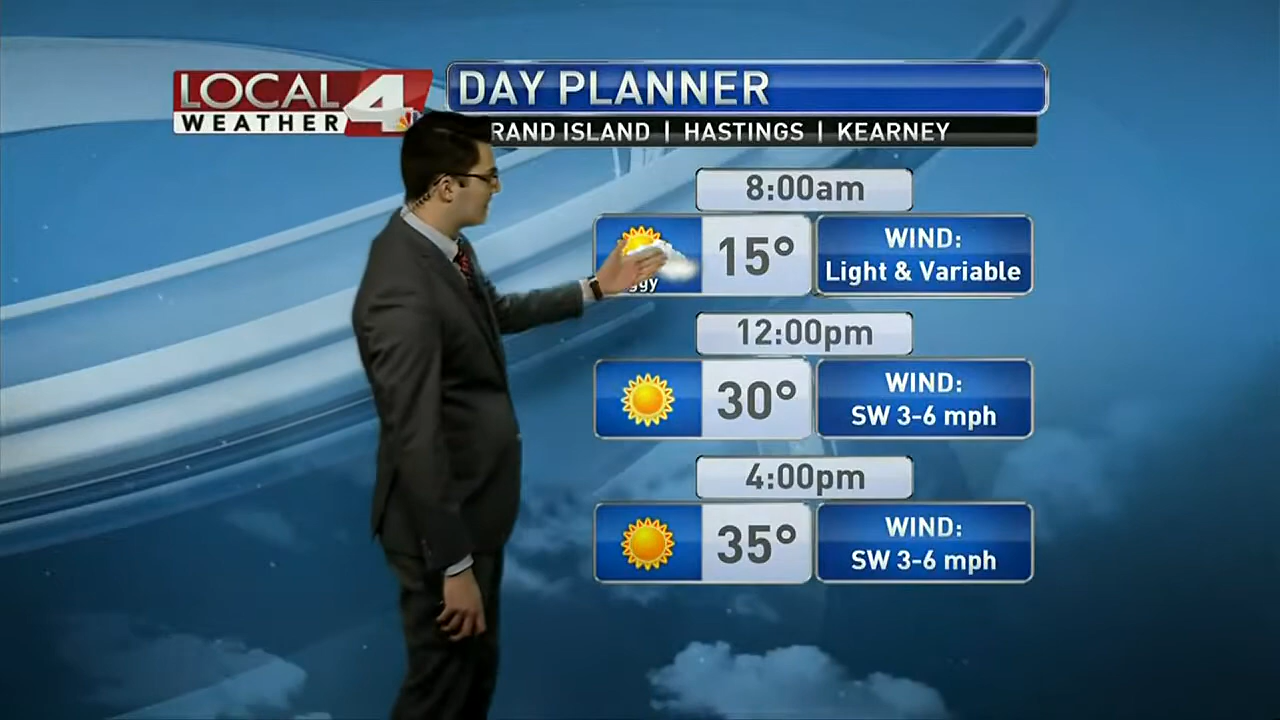 LOCAL 4
WEATHER
DAY PLANNER
RAND ISLAND | HASTINGS | KEARNEY
8:00am
ggy
15°
WIND:
Light & Variable
12:00pm
30°
WIND:
SW 3-6 mph
4:00pm
35°
WIND:
SW 3-6 mph